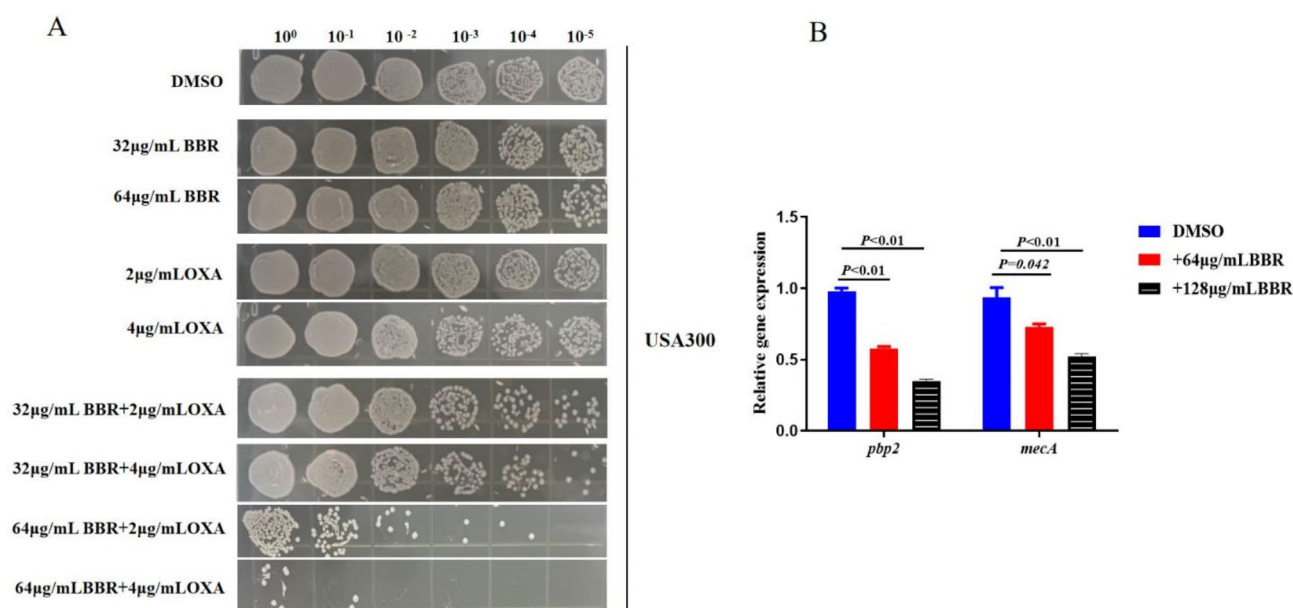 A
10⁰ 10⁻¹ 10⁻² 10⁻³ 10⁻⁴ 10⁻⁵
DMSO
32µg/mL BBR
64µg/mL BBR
2µg/mLOXA
4µg/mLOXA
32µg/mL BBR+2µg/mLOXA
32µg/mL BBR+4µg/mLOXA
64µg/mL BBR+2µg/mLOXA
64µg/mLBBR+4µg/mLOXA
USA300
B
Relative gene expression
1.5
1.0
0.5
0.0
P<0.01
P<0.01
P<0.01
P=0.042
pbp2
mecA
DMSO
+64µg/mLBBR
+128µg/mLBBR